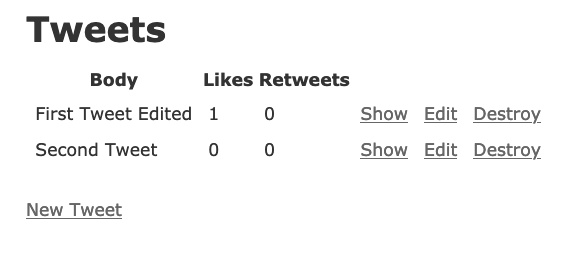 Tweets
Body Likes Retweets
First Tweet Edited 1 0 Show Edit Destroy
Second Tweet 0 0 Show Edit Destroy
New Tweet